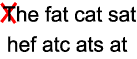 The fat cat sat
hef atc ats at